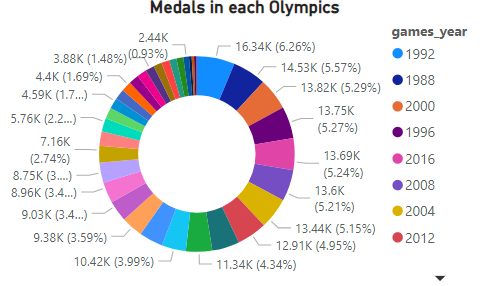 Medals in each Olympics
games_year
1992
1988
2000
1996
2016
2008
2004
2012
16.34K (6.26%)
14.53K (5.57%)
13.82K (5.29%)
13.75K
(5.27%)
13.69K
(5.24%)
13.6K
(5.21%)
13.44K (5.15%)
12.91K (4.95%)
11.34K (4.34%)
10.42K (3.99%)
9.38K (3.59%)
9.03K (3.4...)
8.96K (3.4...)
8.75K (3....)
7.16K
(2.74%)
5.76K (2.2...)
4.59K (1.7...)
4.4K (1.69%)
3.88K (1.48%)
2.44K
(0.93%)